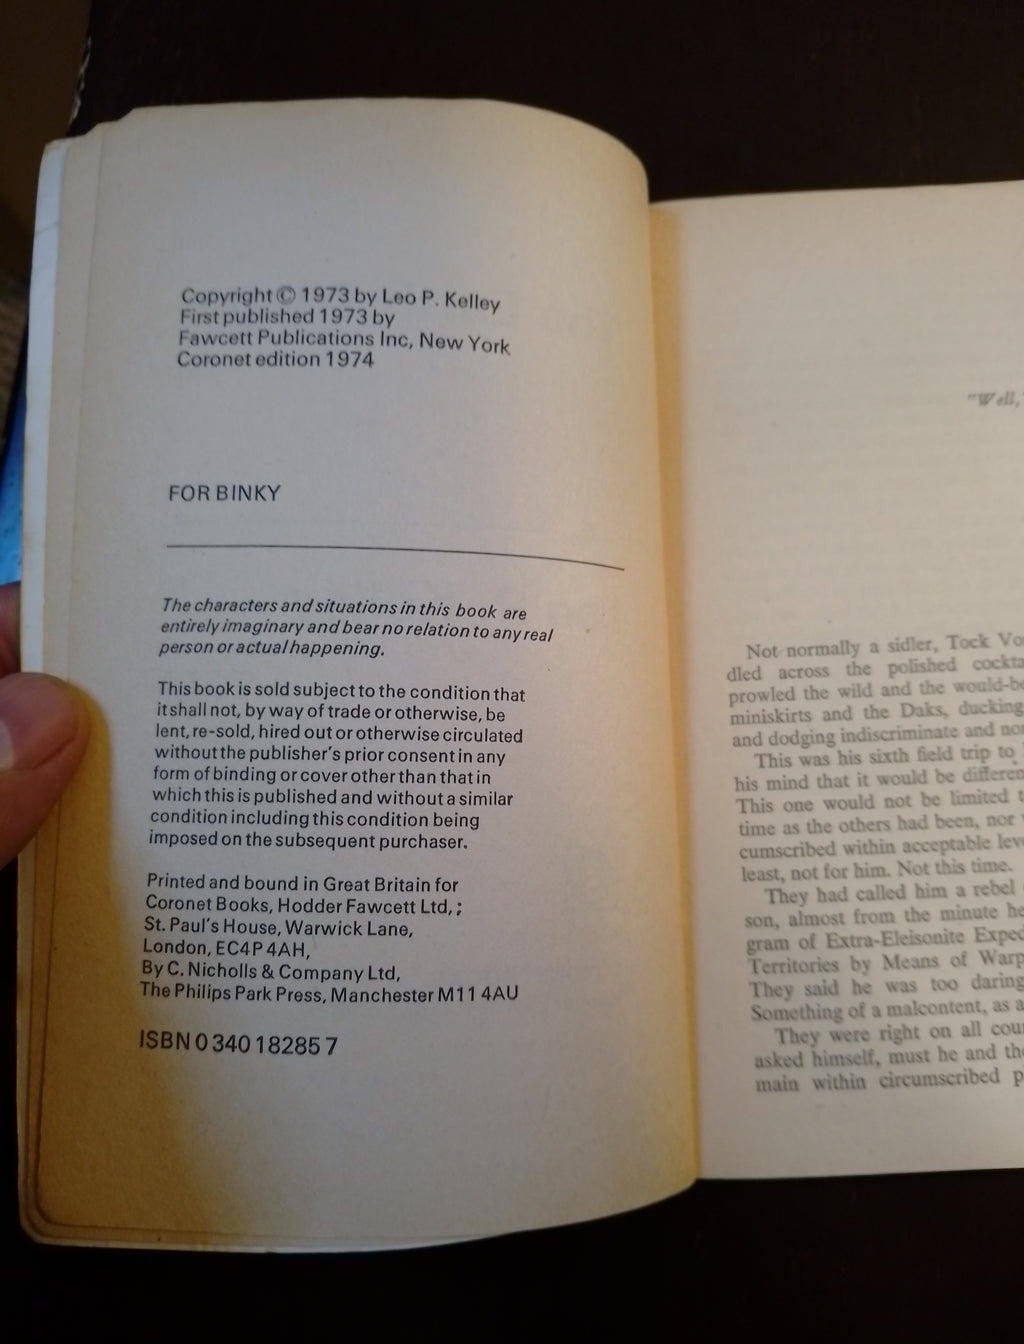 Copyright © 1973 by Leo P. Kelley
First published 1973 by
Fawcett Publications Inc, New York
Coronet edition 1974
FOR BINKY
The characters and situations in this book are
entirely imaginary and bear no relation to any real
person or actual happening.
This book is sold subject to the condition that
it shall not, by way of trade or otherwise, be
lent, re-sold, hired out or otherwise circulated
without the publisher's prior consent in any
form of binding or cover other than that in
which this is published and without a similar
condition including this condition being
imposed on the subsequent purchaser.
Printed and bound in Great Britain for
Coronet Books, Hodder Fawcett Ltd,;
St. Paul's House, Warwick Lane,
London, EC4P 4AH,
By C. Nicholls & Company Ltd,
The Philips Park Press, Manchester M11 4AU
ISBN 0 340 18285 7
"Well,
Not normally a sidler, Tock Vo
dled across the polished cockta
prowled the wild and the would-be
miniskirts and the Daks, ducking
and dodging indiscriminate and no
This was his sixth field trip to
his mind that it would be differen
This one would not be limited t
time as the others had been, nor
cumscribed within acceptable lev
least, not for him. Not this time.
They had called him a rebel
son, almost from the minute he
gram of Extra-Eleisonite Exped
Territories by Means of Warp
They said he was too daring
Something of a malcontent, as a
They were right on all cou
asked himself, must he and the
main within circumscribed p